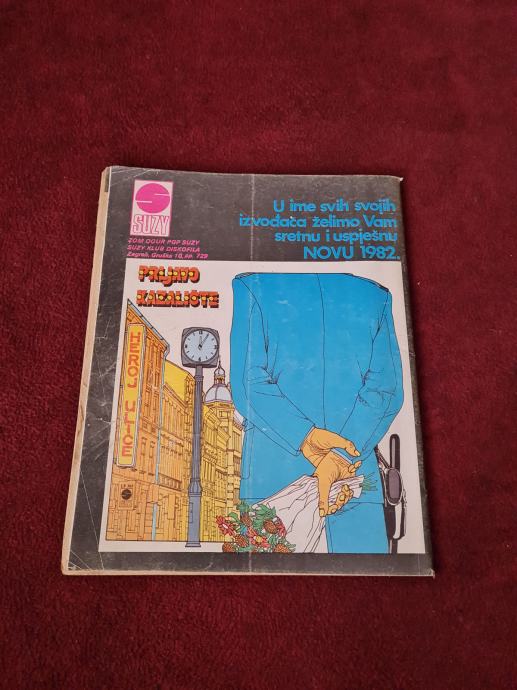 SUZY
ZOM OOUR PGP SUZY
SUZY KLUB DISKOFILA
Zagreb, Gruška 10, pp. 729
U ime svih svojih
izvođača želimo Vam
sretnu i uspješnu
NOVU 1982.
PRLJAVO
KAZALIŠTE
HEROJ ULICE